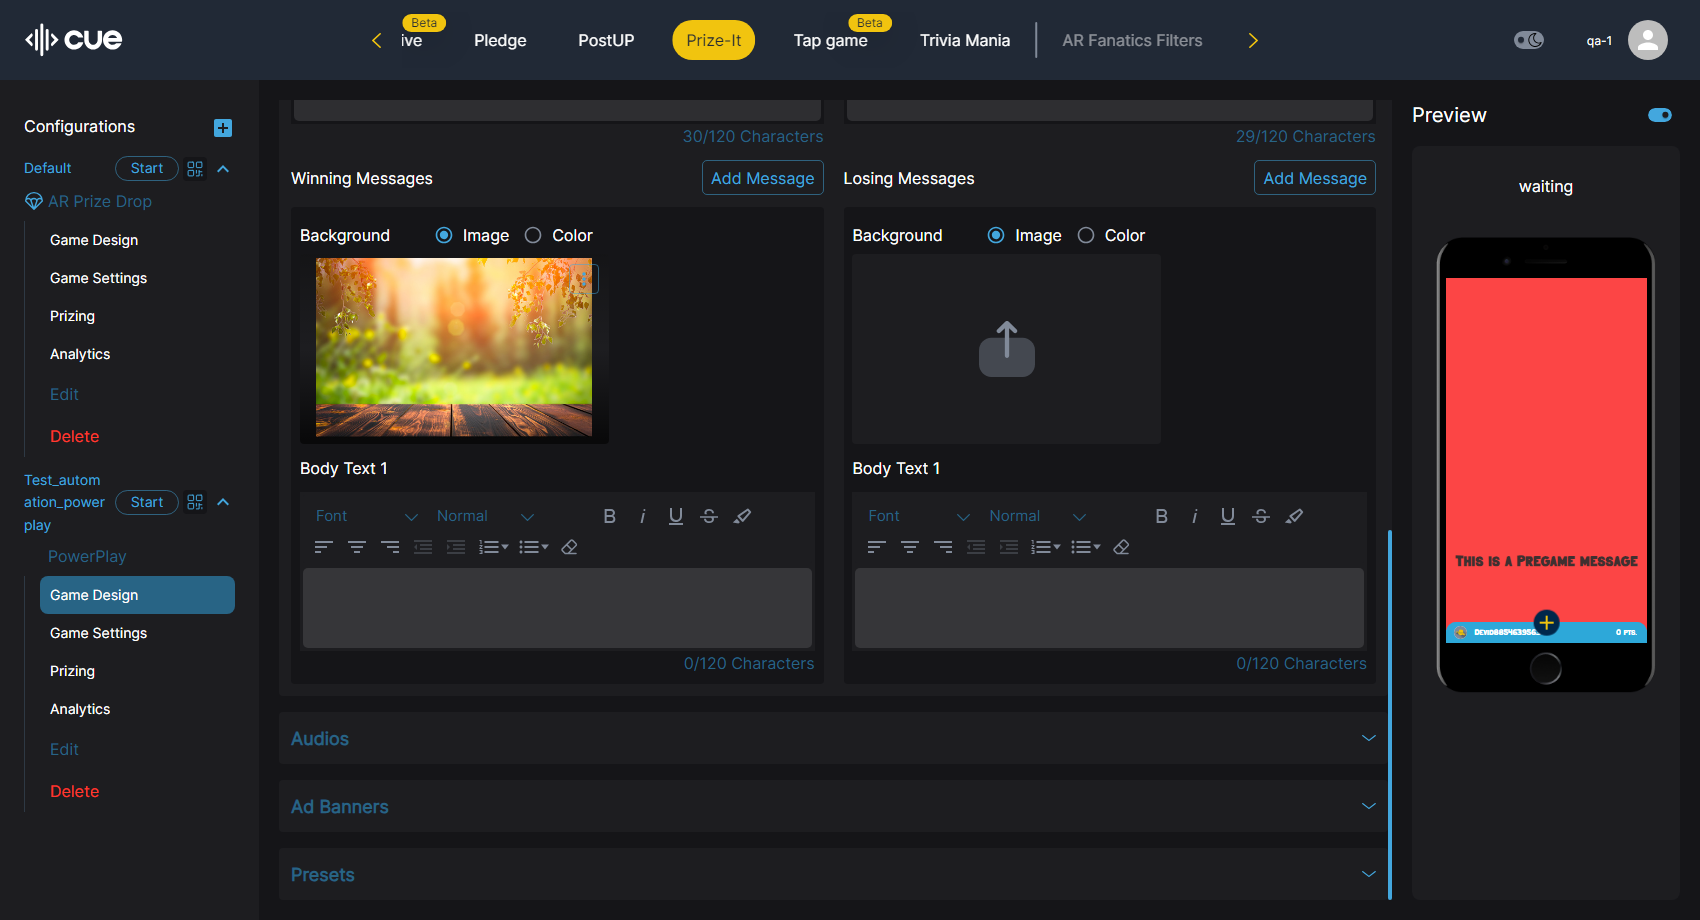 cue
ive
Beta
Pledge
PostUP
Prize-It
Tap game
Beta
Trivia Mania
AR Fanatics Filters
qa-1
Configurations
Default
Start
AR Prize Drop
Game Design
Game Settings
Prizing
Analytics
Edit
Delete
Test_autom
ation_power
play
Start
PowerPlay
Game Design
Game Settings
Prizing
Analytics
Edit
Delete
30/120 Characters
29/120 Characters
Winning Messages
Add Message
Losing Messages
Add Message
Background
Image
Color
Background
Image
Color
Body Text 1
Body Text 1
Font
Normal
B
i
U
S
Font
Normal
B
i
U
S
0/120 Characters
0/120 Characters
Audios
Ad Banners
Presets
Preview
waiting
This is a Pregame message
0 pts.